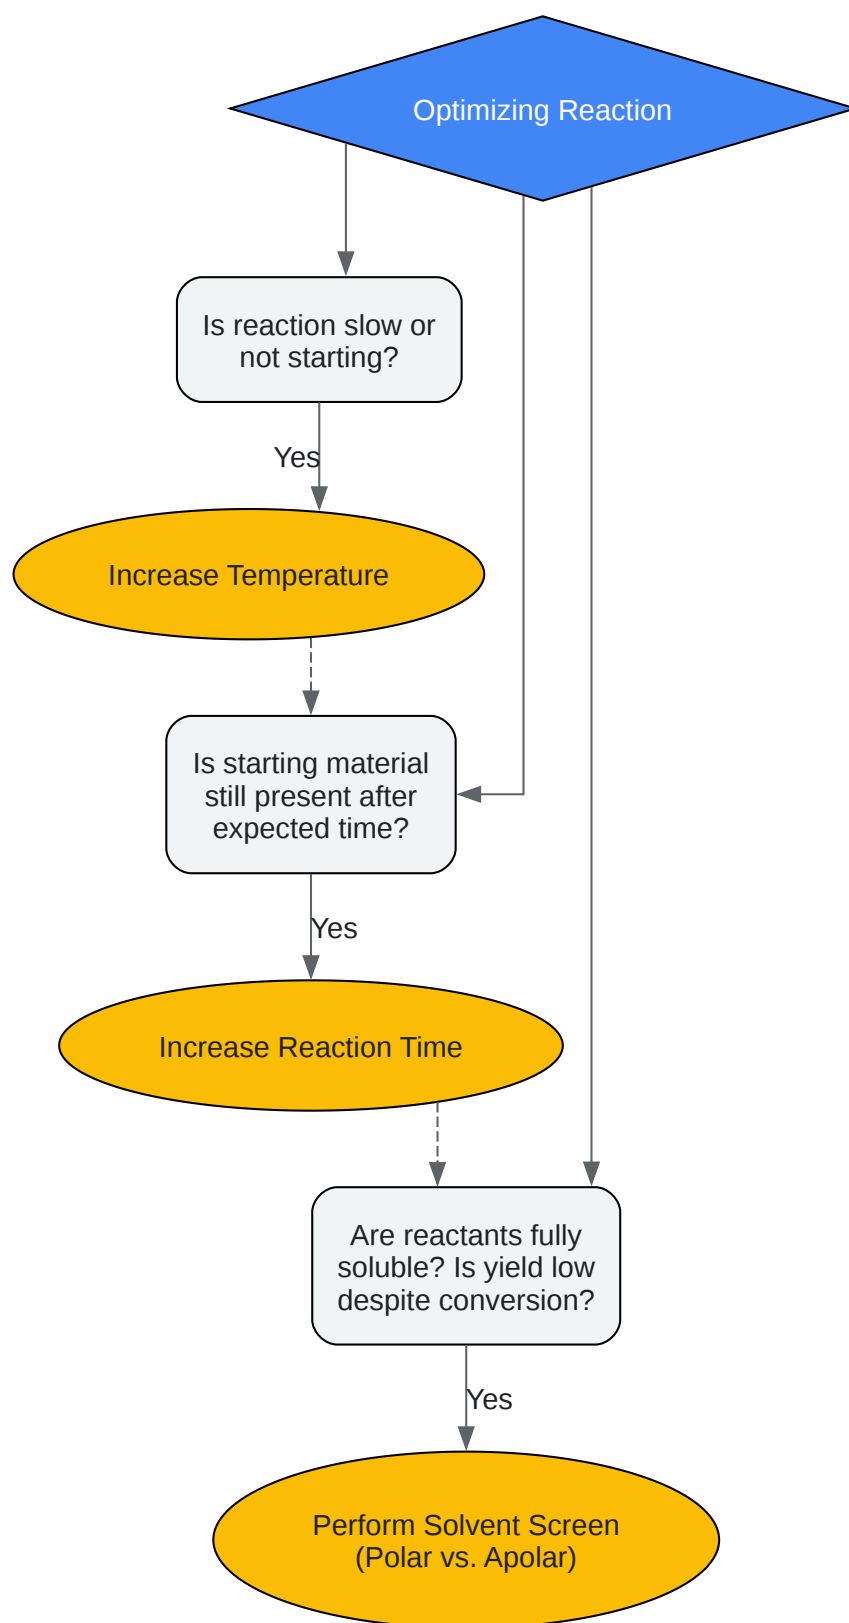 Optimizing Reaction
Is reaction slow or
not starting?
Yes
Increase Temperature
Is starting material
still present after
expected time?
Yes
Increase Reaction Time
Are reactants fully
soluble? Is yield low
despite conversion?
Yes
Perform Solvent Screen
(Polar vs. Apolar)